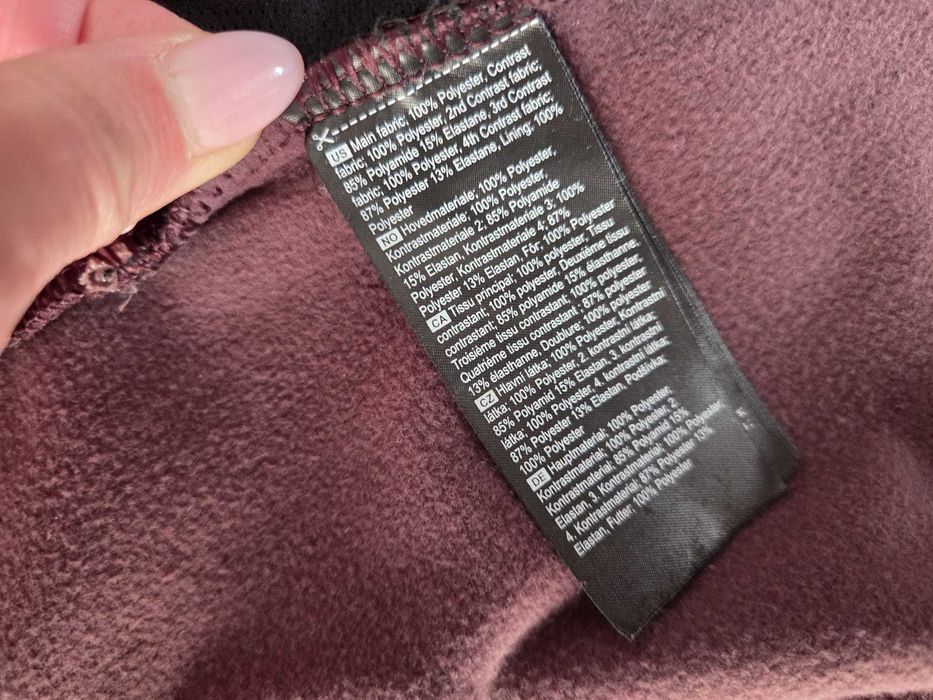 US Main fabric; 100% Polyester, Contrast
fabric; 100% Polyester, 2nd Contrast fabric;
85% Polyamide 15% Elastane, 3rd Contrast
fabric; 100% Polyester, 4th Contrast fabric;
87% Polyester 13% Elastane, Lining, 100%
Polyester
NO Hovedmateriale; 100% Polyester,
Kontrastmateriale; 100% Polyester,
Kontrastmateriale 2; 85% Polyamide
15% Elastan, Kontrastmateriale 3; 100%
Polyester, Kontrastmateriale 4; 87%
Polyester 13% Elastan, Fôr; 100% Polyester
CA Tissu principal; 100% polyester, Tissu
contrastant; 100% polyester, Deuxième tissu
contrastant; 85% polyamide 15% élasthanne,
Troisième tissu contrastant; 100% polyester,
Quatrième tissu contrastant; 87% polyester
13% élasthanne, Doublure; 100% polyester
CZ Hlavní látka; 100% Polyester, Kontrastní
látka; 100% Polyester, 2. kontrastní látka;
85% Polyamid 15% Elastan, 3. kontrastní
látka; 100% Polyester, 4. kontrastní látka;
87% Polyester 13% Elastan, Podšívka;
100% Polyester
DE Hauptmaterial; 100% Polyester,
Kontrastmaterial; 100% Polyester, 2
Kontrastmaterial; 85% Polyamid 15%
Elastan, 3. Kontrastmaterial; 100% Polyester
4. Kontrastmaterial; 87% Polyester 13%
Elastan, Futter; 100% Polyester